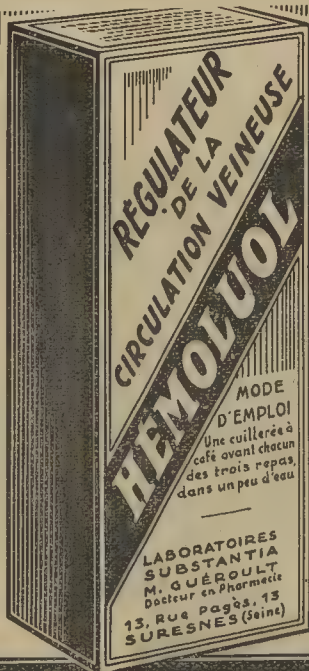 RÉGULATEUR
DE LA
CIRCULATION VEINEUSE
HÉMOLUOL
MODE
D'EMPLOI
Une cuillerée à
café avant chacun
des trois repas,
dans un peu d'eau
LABORATOIRES
SUBSTANTIA
M. GUÉROULT
Docteur en Pharmacie
13, Rue Pagès, 13
SURESNES (Seine)